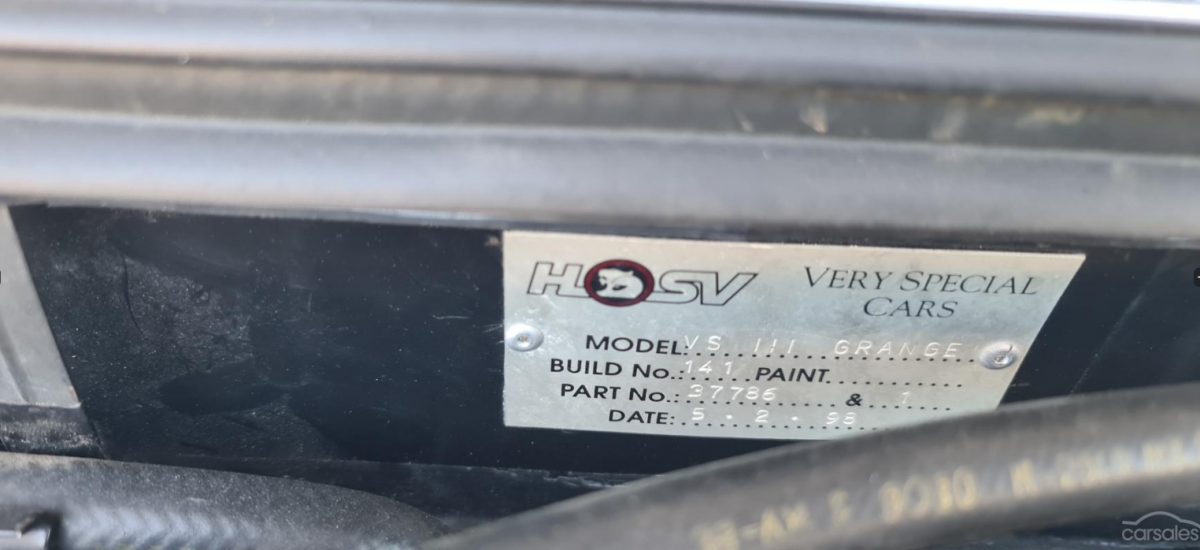 HSV VERY SPECIAL
CARS
MODEL: VS III GRANGE
BUILD No.: 141 PAINT
PART No.: 37786 & 1
DATE: 5.2.98
3030
carsales